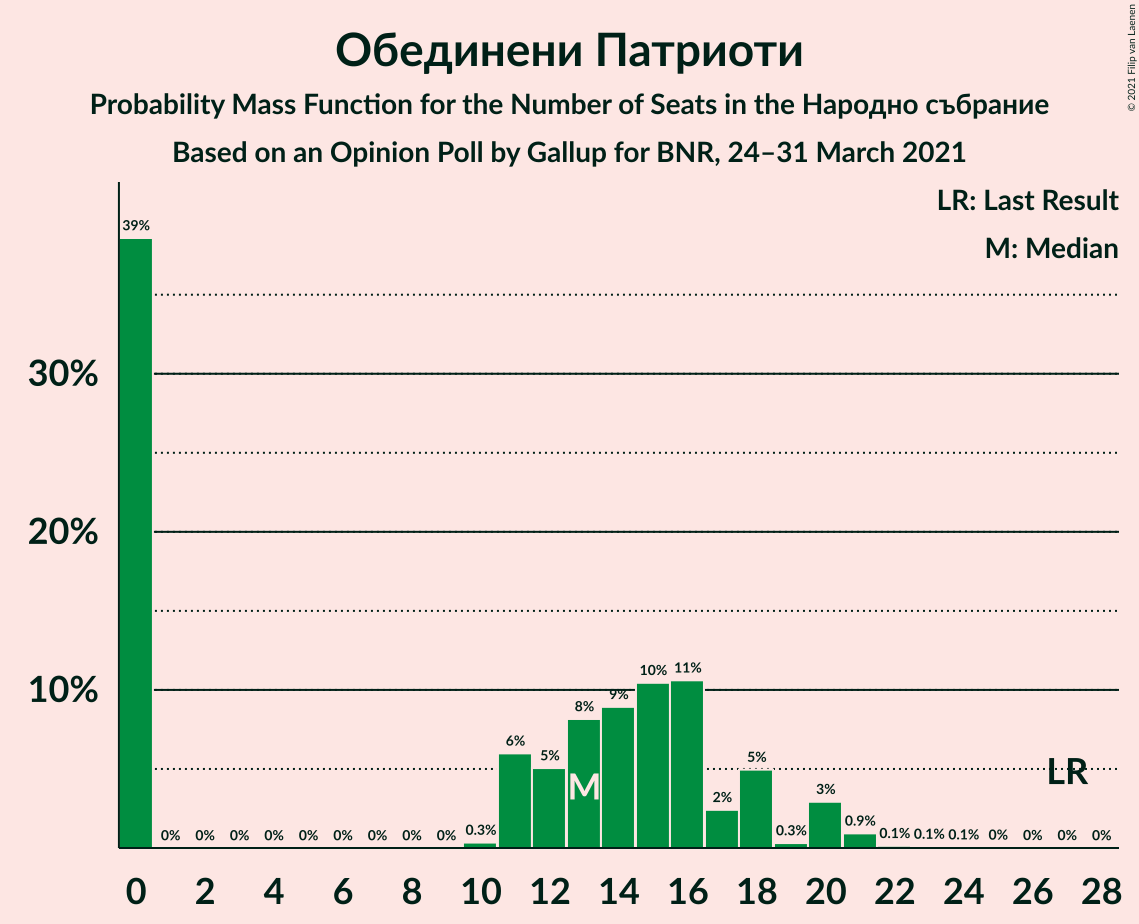 Обединени Патриоти
Probability Mass Function for the Number of Seats in the Народно събрание
Based on an Opinion Poll by Gallup for BNR, 24–31 March 2021
© 2021 Filip van Laenen
LR: Last Result
M: Median
39%
30%
20%
10%
0% 0% 0% 0% 0% 0% 0% 0% 0% 0.3% 6% 5% 8% 9% 10% 11% 2% 5% 0.3% 3% 0.9% 0.1% 0.1% 0.1% 0% 0% 0% 0%
M
LR
0 2 4 6 8 10 12 14 16 18 20 22 24 26 28